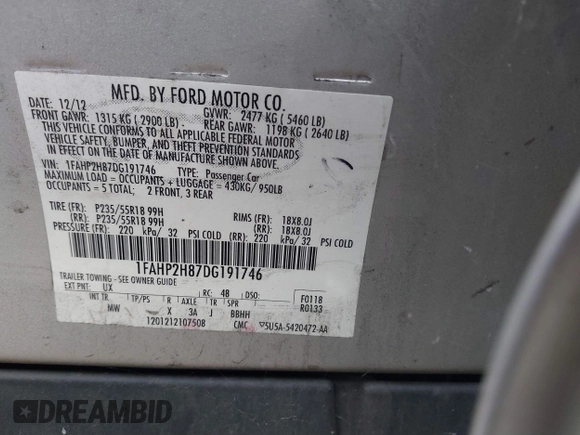 MFD. BY FORD MOTOR CO.
DATE: 12/12 GVWR: 2477 KG ( 5460 LB)
FRONT GAWR: 1315 KG ( 2900 LB) REAR GAWR: 1198 KG ( 2640 LB)
THIS VEHICLE CONFORMS TO ALL APPLICABLE FEDERAL MOTOR
VEHICLE SAFETY, BUMPER, AND THEFT PREVENTION STANDARDS
IN EFFECT ON THE DATE OF MANUFACTURE SHOWN ABOVE.
VIN: 1FAHP2H87DG191746 TYPE: Passenger Car
MAXIMUM LOAD = OCCUPANTS + LUGGAGE = 430KG/ 950LB
OCCUPANTS = 5 TOTAL; 2 FRONT, 3 REAR
TIRE (FR): P235/55R18 99H RIMS (FR): 18X8.0J
(RR): P235/55R18 99H (RR): 18X8.0J
PRESSURE (FR): 220 kPa/ 32 PSI COLD (RR): 220 kPa/ 32 PSI COLD
1FAHP2H87DG191746
TRAILER TOWING - SEE OWNER GUIDE
EXT PNT: UX RC: 48 DSO: F0118
INT TR TP/PS R AXLE TR SPR R0133
MW X 3A J BBHH
1201212107508 CMC 5U5A-5420472-AA
DREAMBID